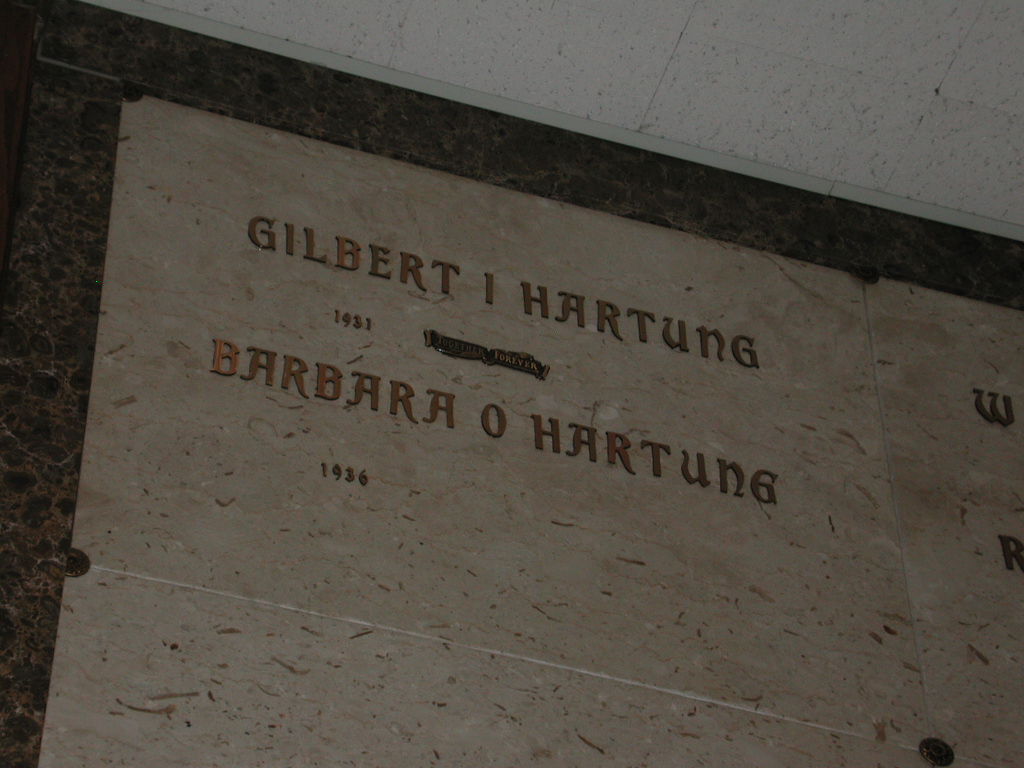 GILBERT I HARTUNG
1931
TOGETHER FOREVER
BARBARA O HARTUNG
1936
W
R